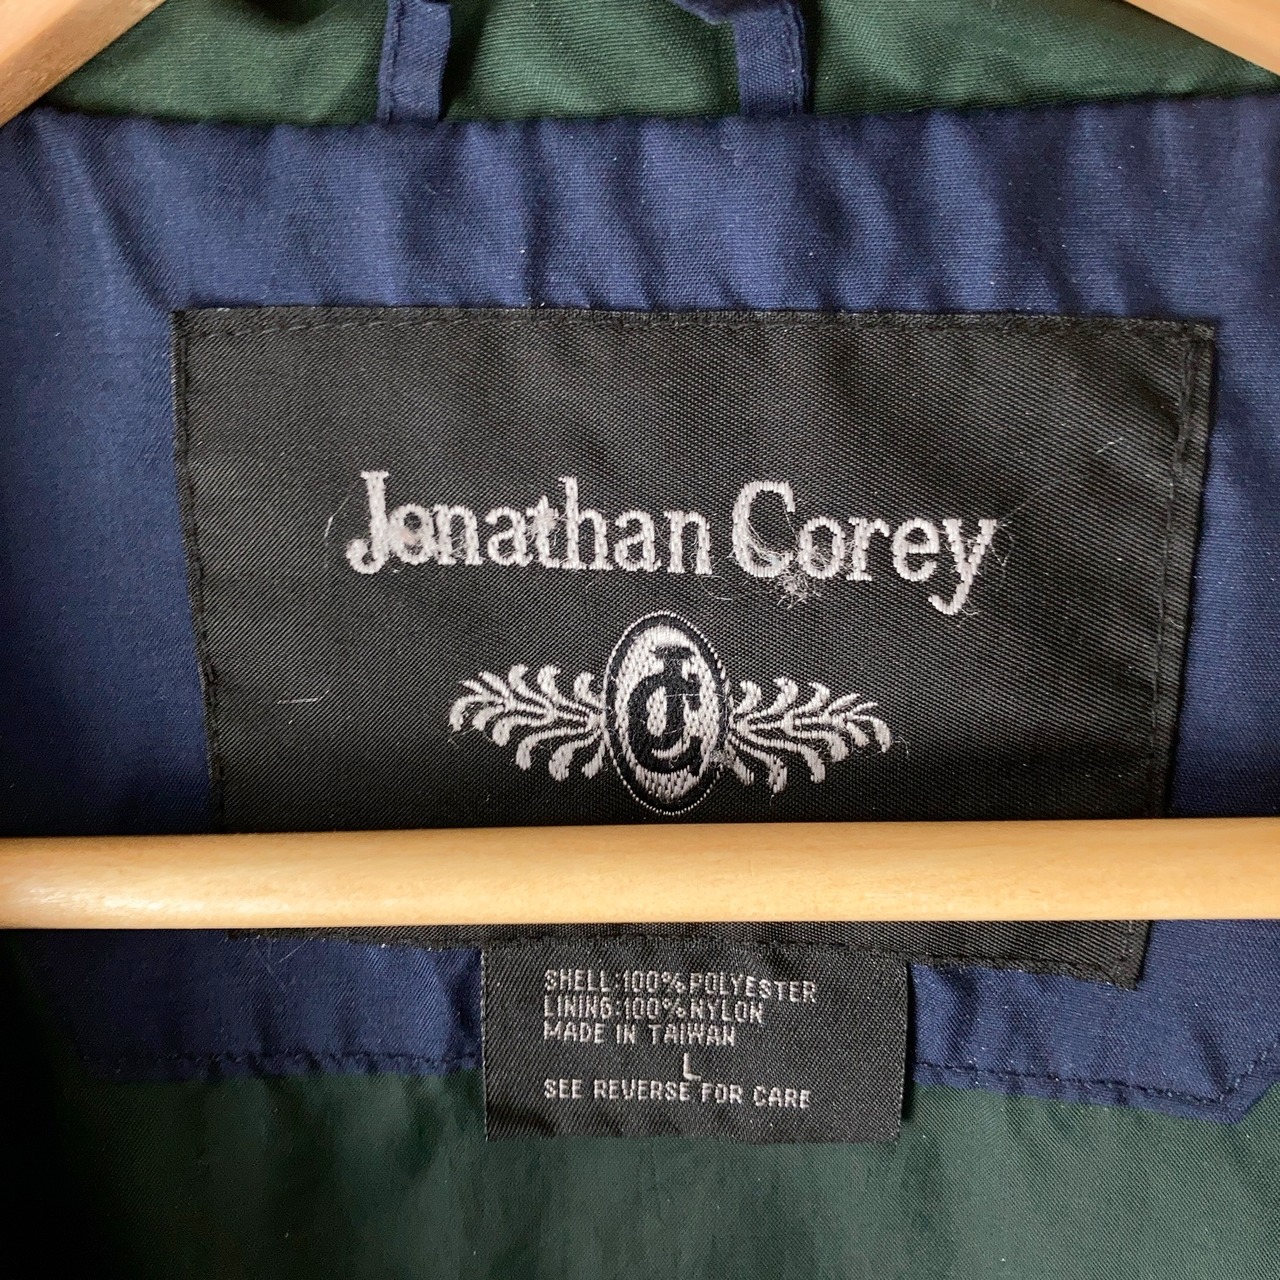 Jonathan Corey
JC
SHELL:100% POLYESTER
LINING:100% NYLON
MADE IN TAIWAN
L
SEE REVERSE FOR CARE